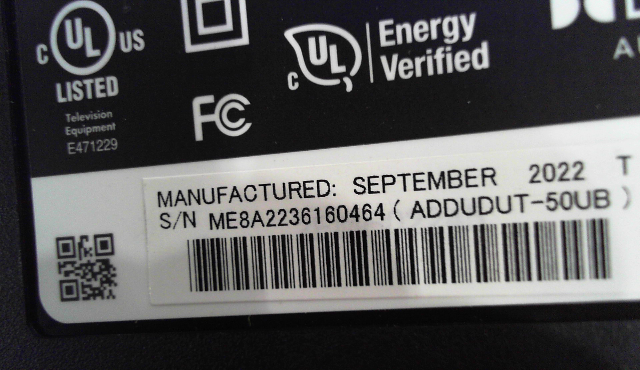 c UL US
LISTED
Television
Equipment
E471229
FC
c UL
Energy
Verified
MANUFACTURED: SEPTEMBER 2022 T
S/N ME8A2236160464 ( ADDUDUT-50UB )